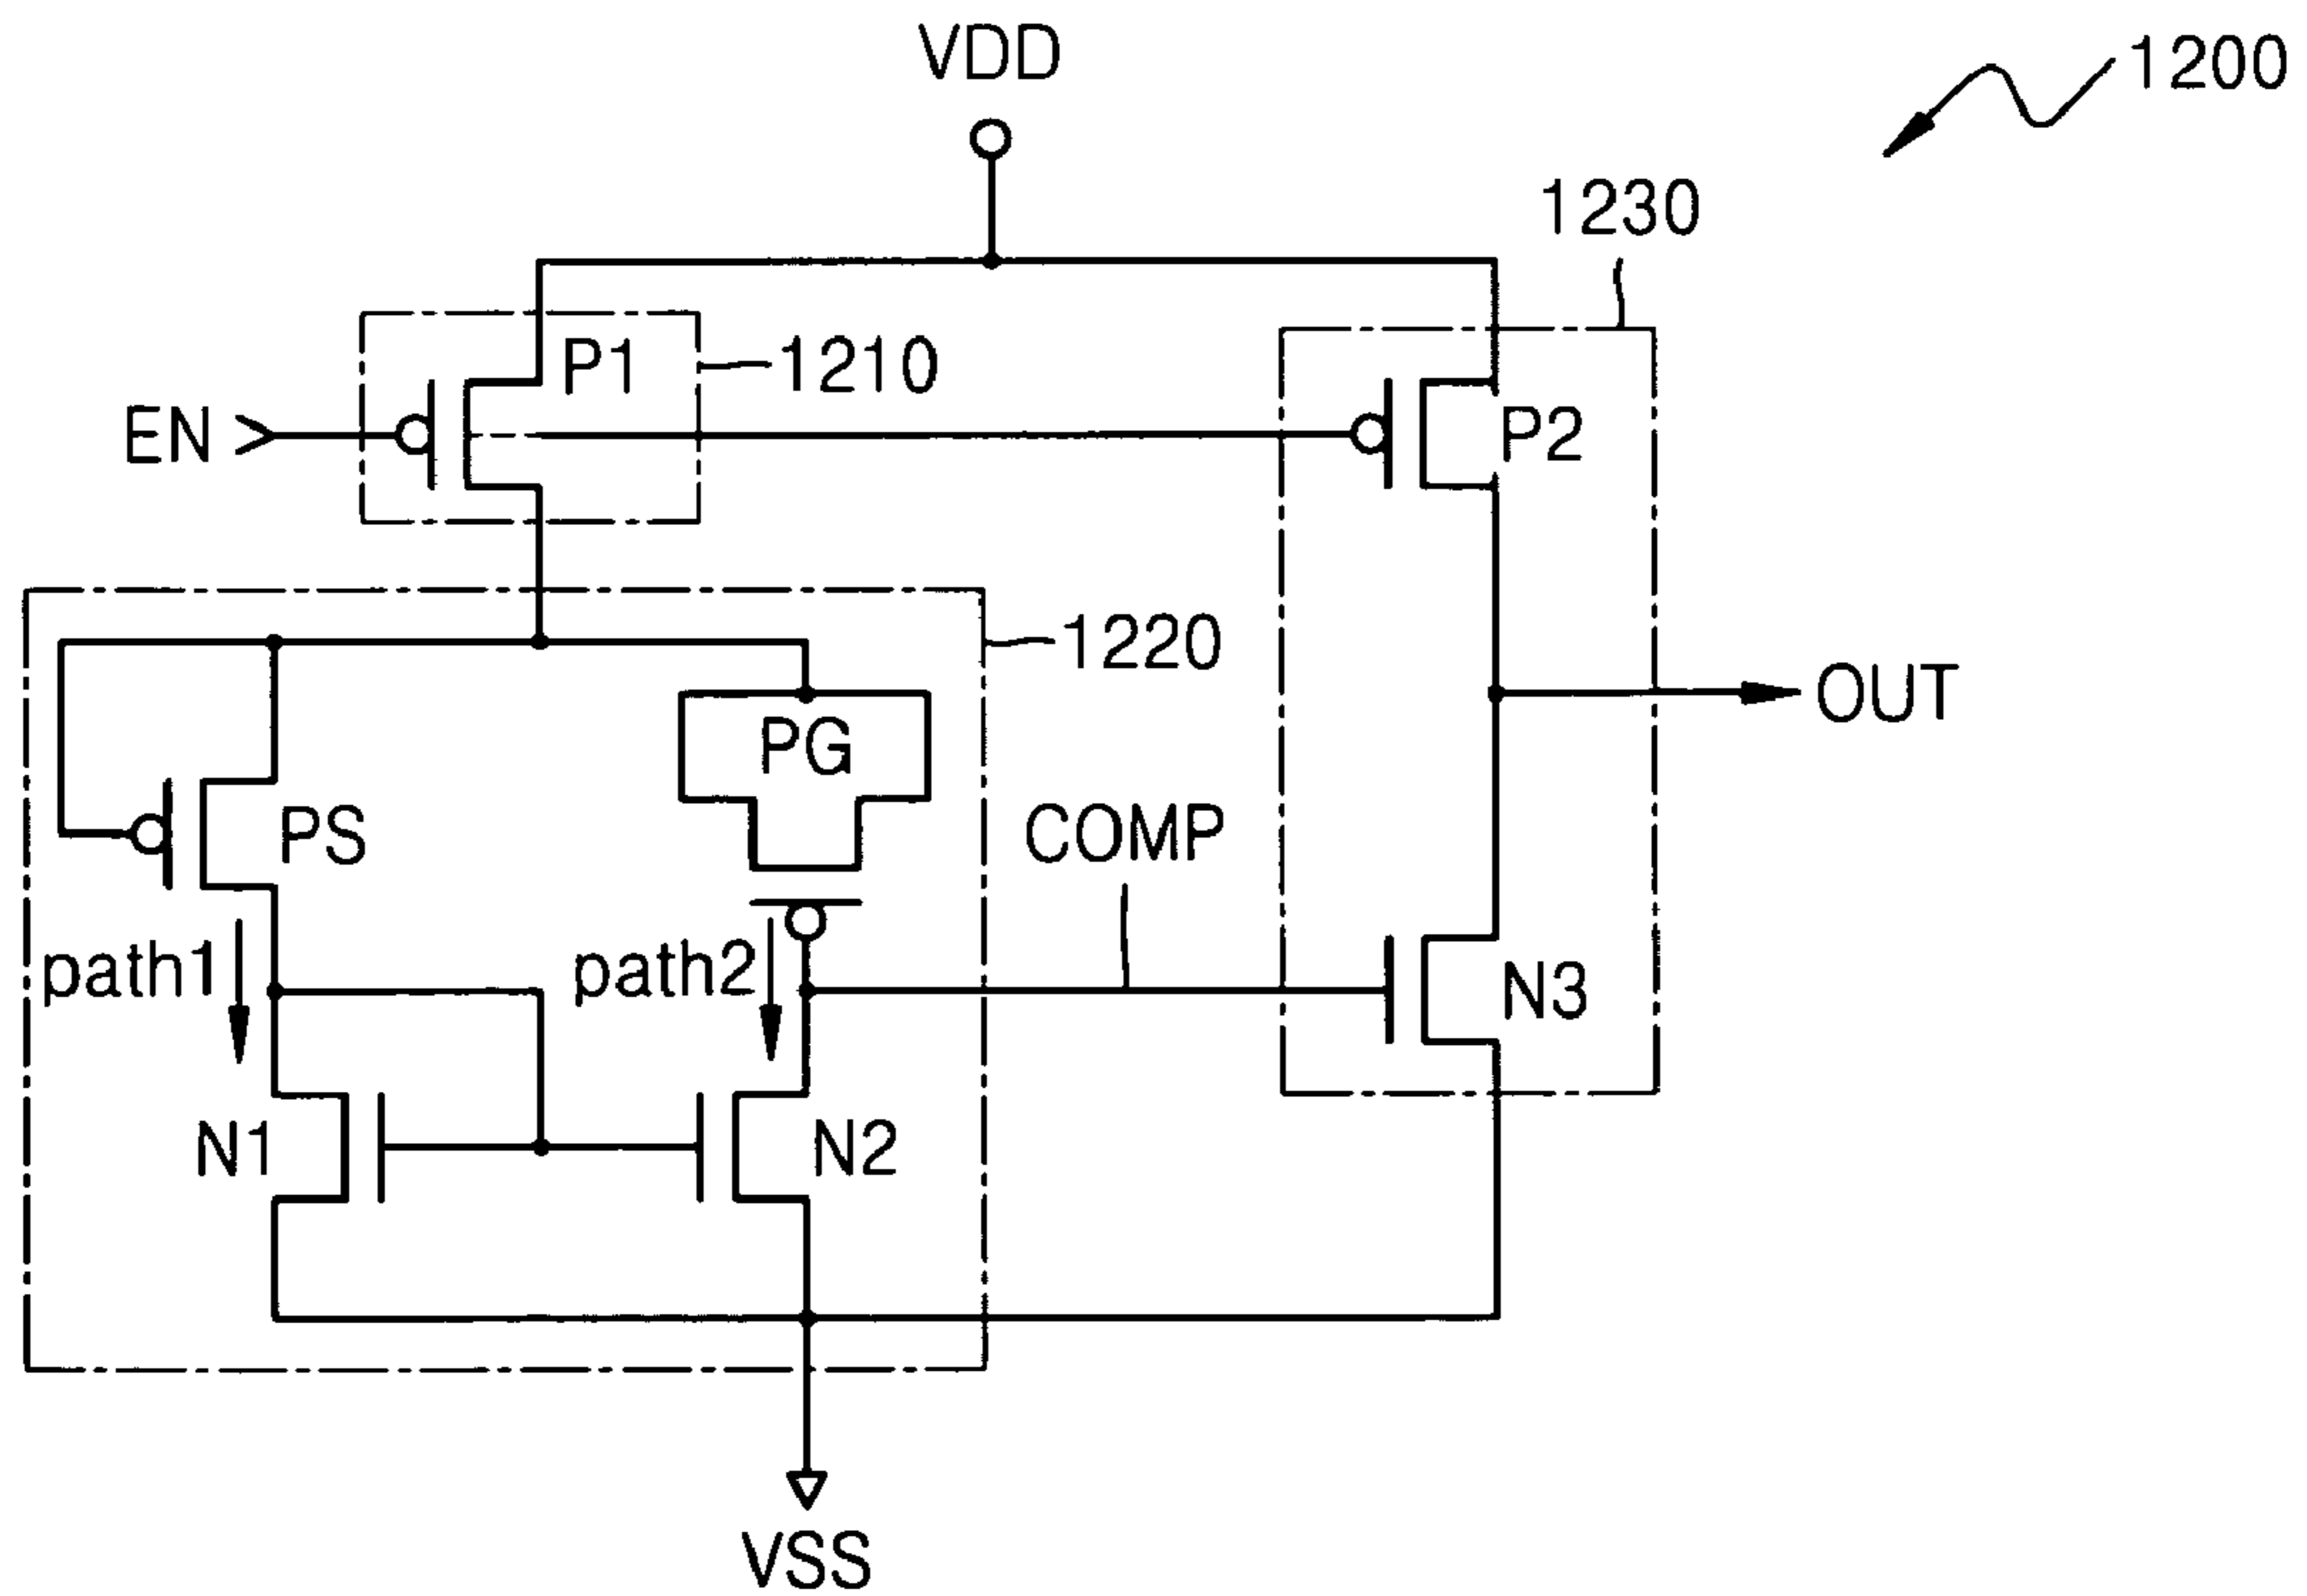 VDD
1200
1230
P1
1210
EN
P2
1220
OUT
PG
PS
COMP
path1
path2
N3
N1
N2
VSS